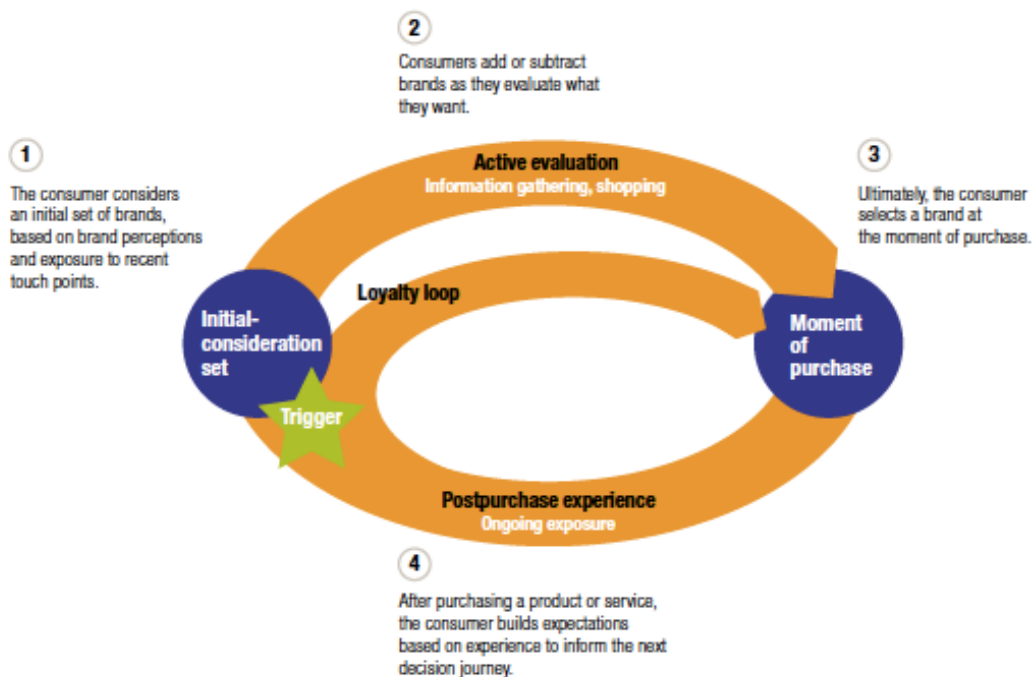 2
Consumers add or subtract
brands as they evaluate what
they want.
1
The consumer considers
an initial set of brands,
based on brand perceptions
and exposure to recent
touch points.
Active evaluation
Information gathering, shopping
3
Ultimately, the consumer
selects a brand at
the moment of purchase.
Loyalty loop
Initial-
consideration
set
Moment
of
purchase
Trigger
Postpurchase experience
Ongoing exposure
4
After purchasing a product or service,
the consumer builds expectations
based on experience to inform the next
decision journey.